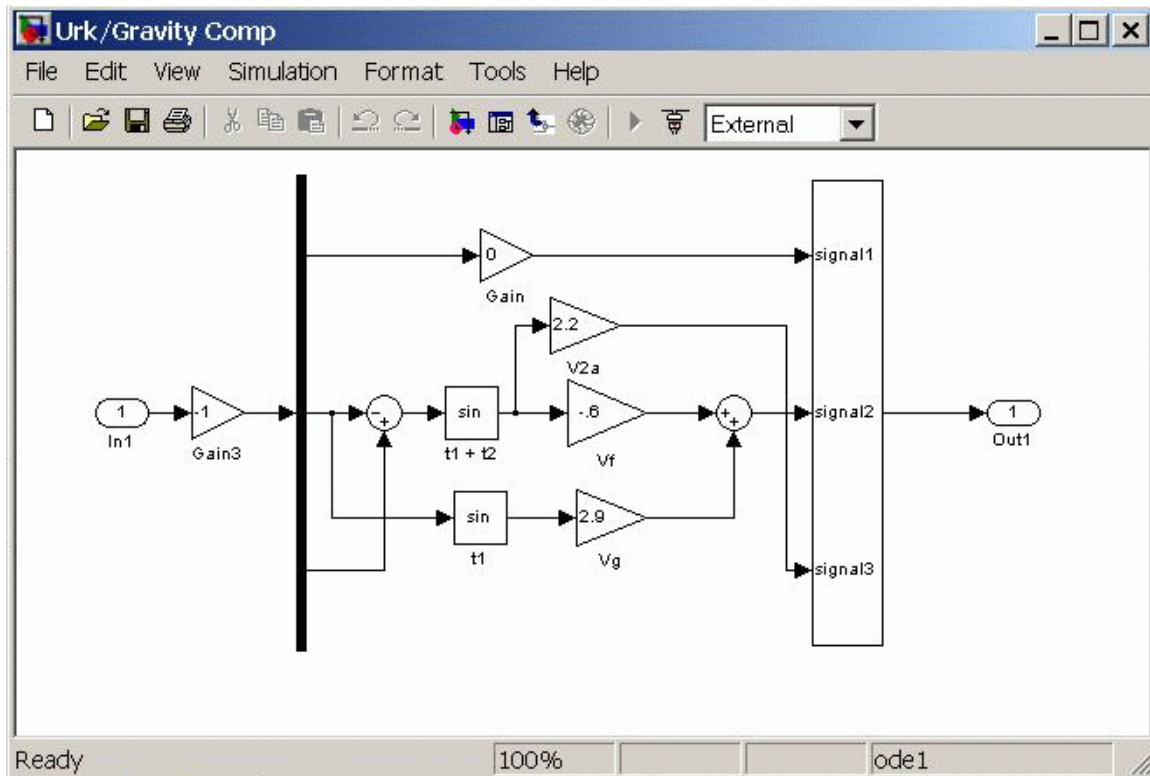 Urk/Gravity Comp
File Edit View Simulation Format Tools Help
External
0
signal1
Gain
2.2
V2a
1
-1
sin
-.6
signal2
1
In1
Gain3
t1 + t2
Vf
Out1
sin
2.9
t1
Vg
signal3
Ready 100% ode1